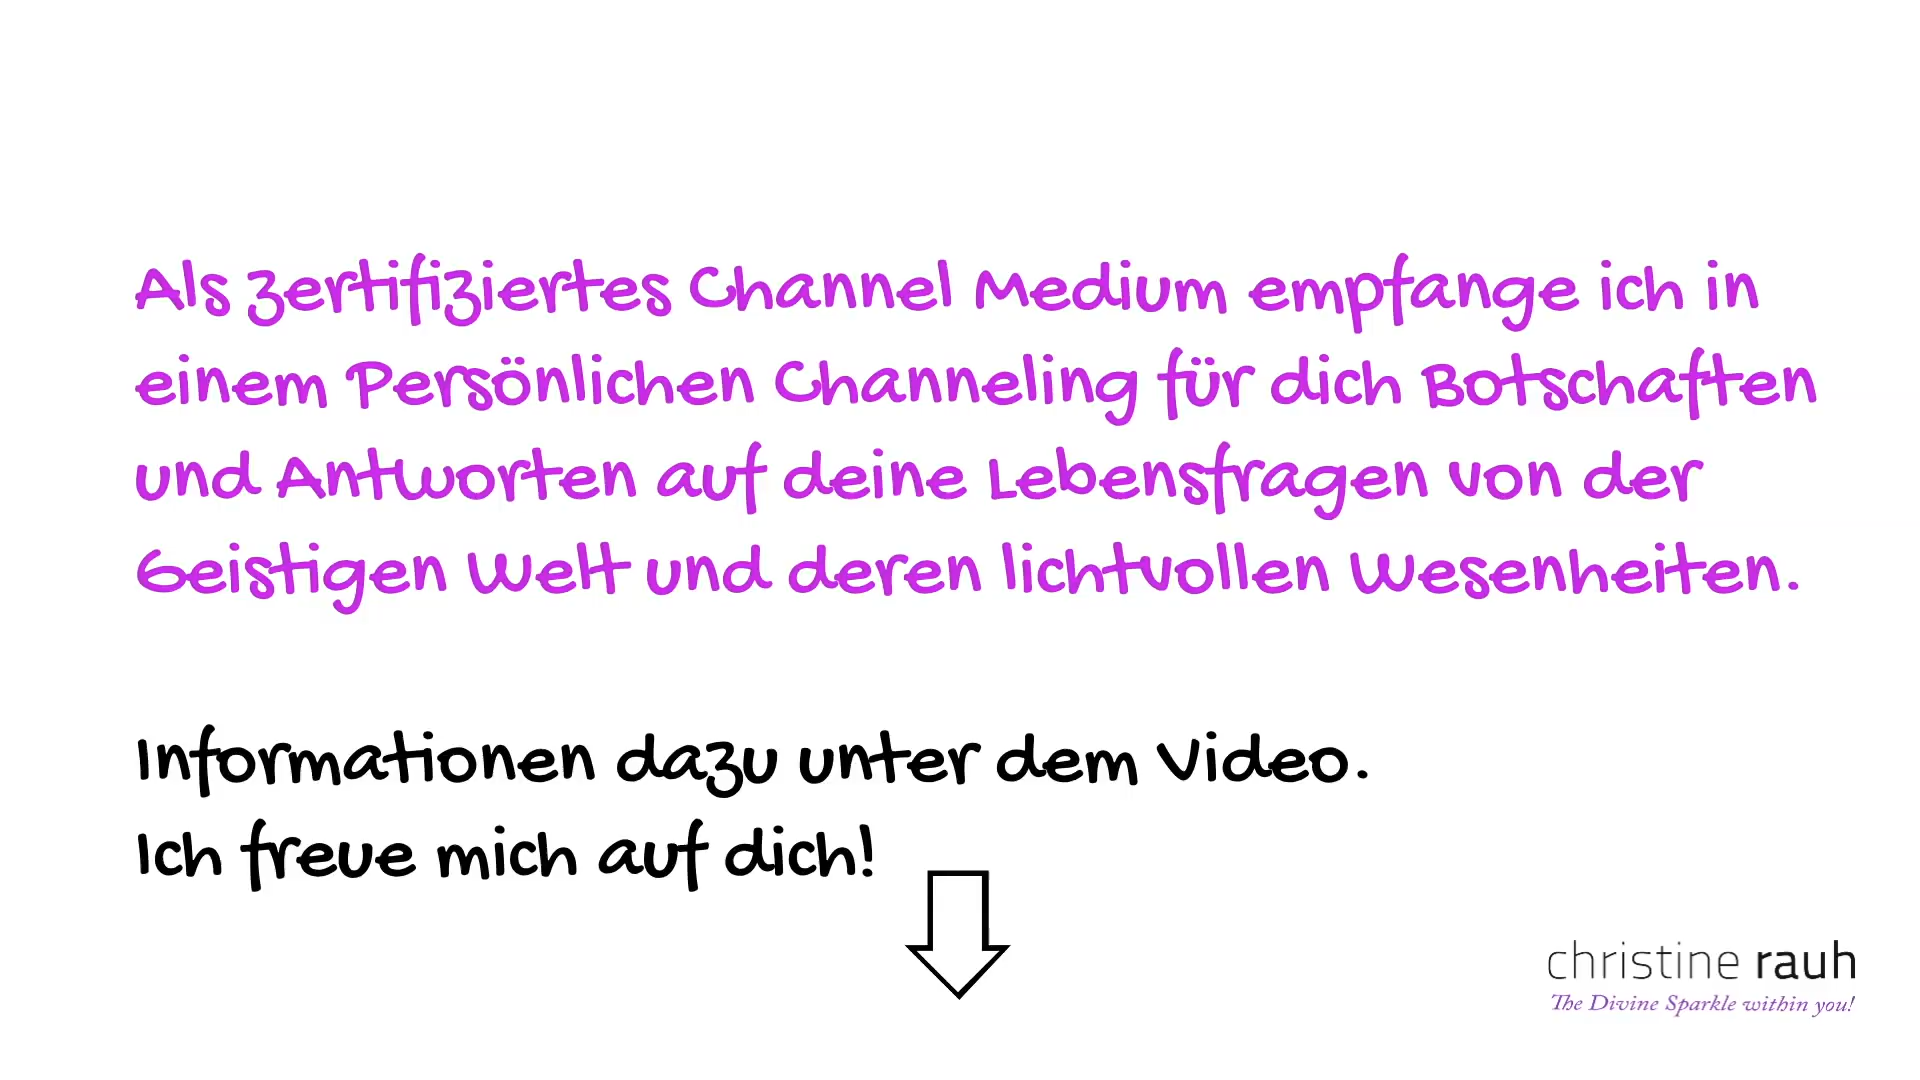 Als zertifiziertes Channel Medium empfange ich in
einem Persönlichen Channeling für dich Botschaften
und Antworten auf deine Lebensfragen von der
Geistigen Welt und deren lichtvollen Wesenheiten.
Informationen dazu unter dem Video.
Ich freue mich auf dich!
christine rauh
The Divine Sparkle within you!